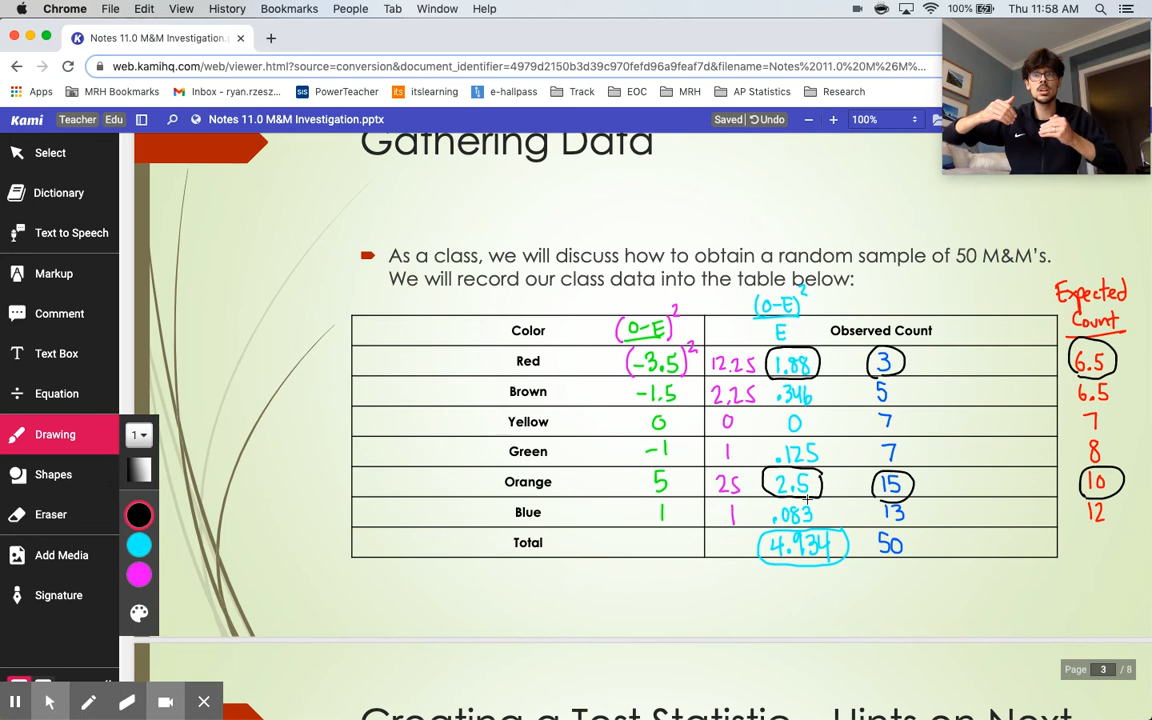 Chrome File Edit View History Bookmarks People Tab Window Help 100% Thu 11:58 AM
Notes 11.0 M&M Investigation.p
web.kamihq.com/web/viewer.html?source=conversion&document_identifier=4979d2150b3d39c970fefd96a9feaf7d&filename=Notes%2011.0%20M%26M%...
Apps MRH Bookmarks Inbox - ryan.rzesz... PowerTeacher itslearning e-hallpass Track EOC MRH AP Statistics Research
Kami Teacher Edu Notes 11.0 M&M Investigation.pptx Saved Undo 100%
Select
Dictionary
Text to Speech
Markup
Comment
Text Box
Equation
Drawing 1
Shapes
Eraser
Add Media
Signature
Gathering Data
As a class, we will discuss how to obtain a random sample of 50 M&M's.
We will record our class data into the table below:
Expected
Count
Color (O-E)² (O-E)²/E Observed Count
Red (-3.5)² 12.25 1.88 3 6.5
Brown -1.5 2.25 .346 5 6.5
Yellow 0 0 0 7 7
Green -1 1 .125 7 8
Orange 5 25 2.5 15 10
Blue 1 1 .083 13 12
Total 4.934 50
Page 3 / 8
Creating a Test Statistic - Hints on Next